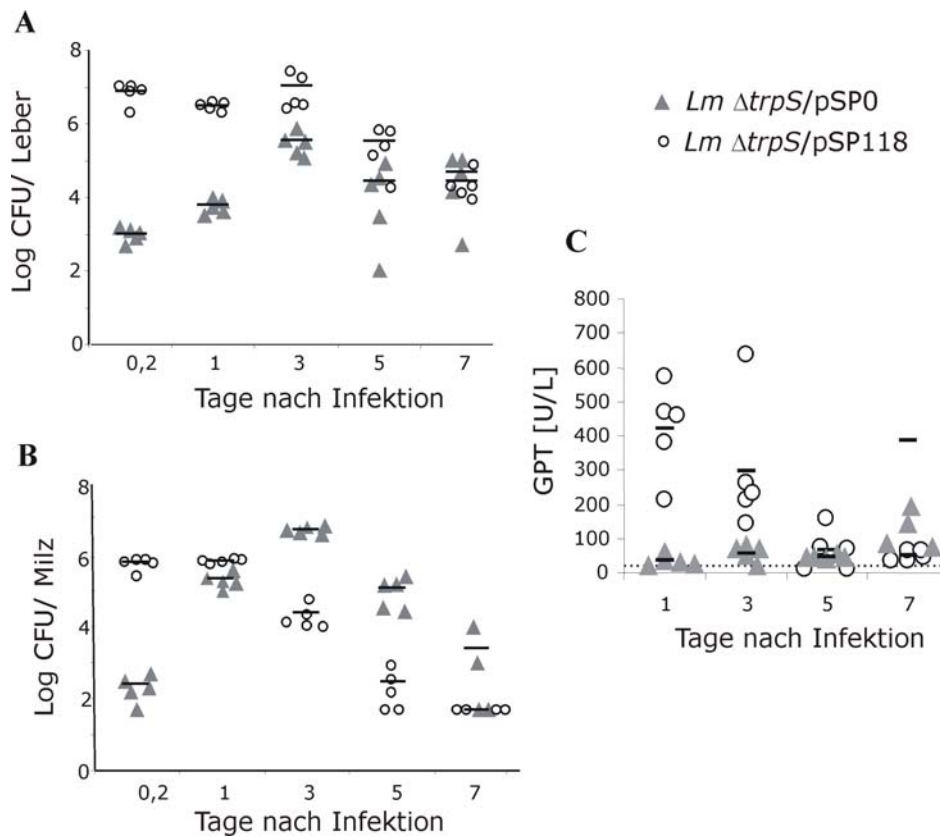 A
Log CFU/ Leber
8
6
4
2
0
0,2 1 3 5 7
Tage nach Infektion
Lm ΔtrpS/pSP0
Lm ΔtrpS/pSP118
B
Log CFU/ Milz
8
6
4
2
0
0,2 1 3 5 7
Tage nach Infektion
C
GPT [U/L]
800
700
600
500
400
300
200
100
0
1 3 5 7
Tage nach Infektion